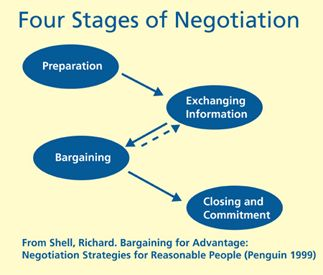 Four Stages of Negotiation
Preparation
Exchanging
Information
Bargaining
Closing and
Commitment
From Shell, Richard. Bargaining for Advantage:
Negotiation Strategies for Reasonable People (Penguin 1999)